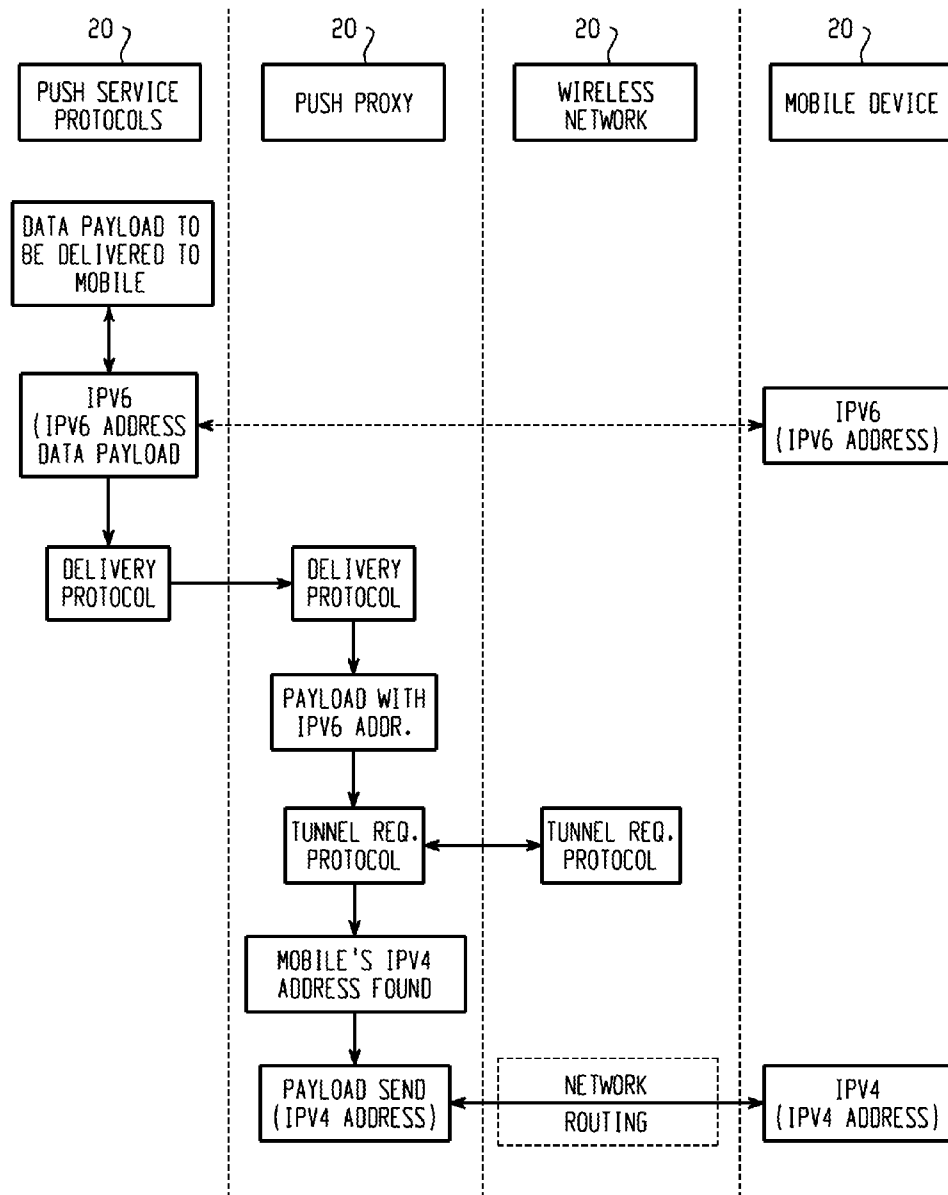 20
20
20
20
PUSH SERVICE
PROTOCOLS
PUSH PROXY
WIRELESS
NETWORK
MOBILE DEVICE
DATA PAYLOAD TO
BE DELIVERED TO
MOBILE
IPV6
(IPV6 ADDRESS
DATA PAYLOAD
IPV6
(IPV6 ADDRESS)
DELIVERY
PROTOCOL
DELIVERY
PROTOCOL
PAYLOAD WITH
IPV6 ADDR.
TUNNEL REQ.
PROTOCOL
TUNNEL REQ.
PROTOCOL
MOBILE'S IPV4
ADDRESS FOUND
PAYLOAD SEND
(IPV4 ADDRESS)
NETWORK
ROUTING
IPV4
(IPV4 ADDRESS)